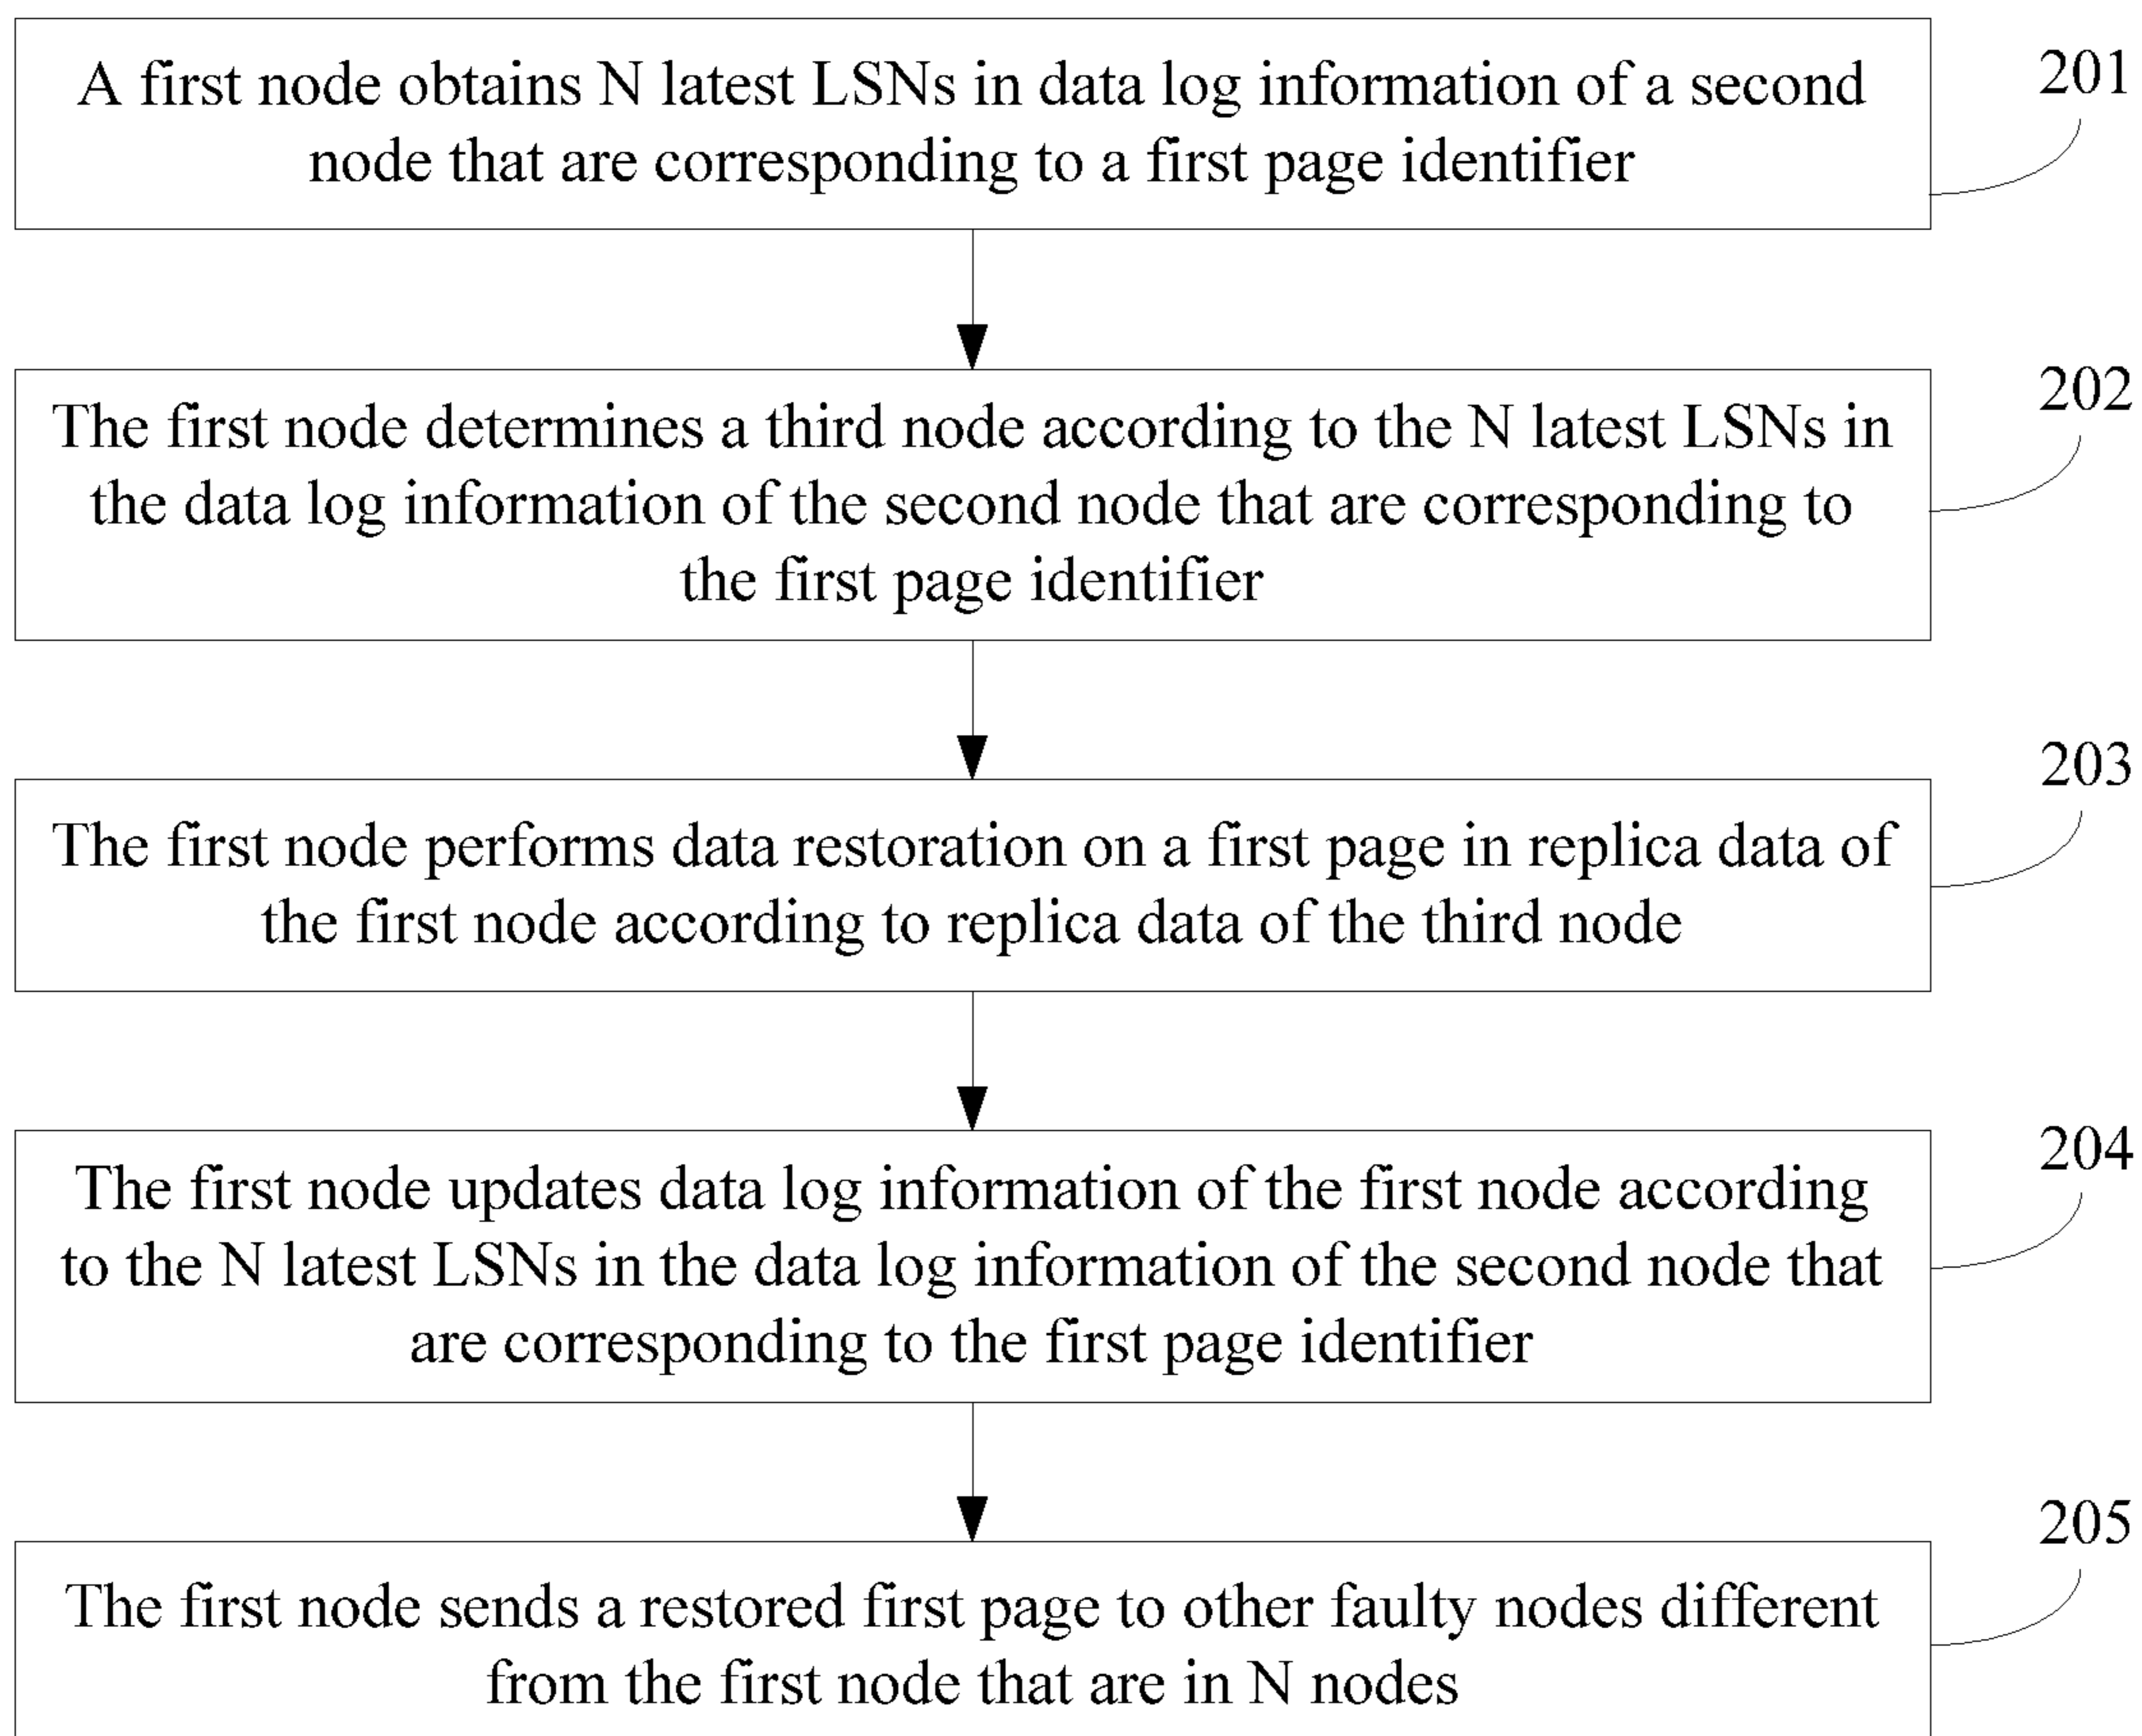 A first node obtains N latest LSNs in data log information of a second
node that are corresponding to a first page identifier
201
The first node determines a third node according to the N latest LSNs in
the data log information of the second node that are corresponding to
the first page identifier
202
The first node performs data restoration on a first page in replica data of
the first node according to replica data of the third node
203
The first node updates data log information of the first node according
to the N latest LSNs in the data log information of the second node that
are corresponding to the first page identifier
204
The first node sends a restored first page to other faulty nodes different
from the first node that are in N nodes
205